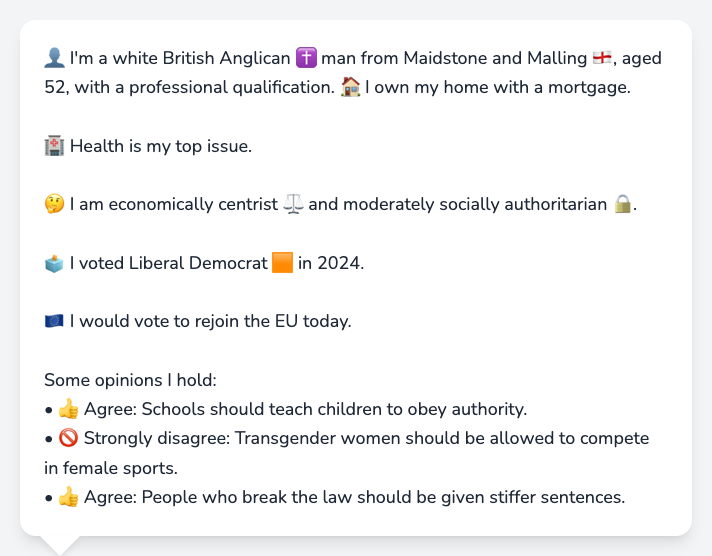 👤 I'm a white British Anglican ✝️ man from Maidstone and Malling 🏴󠁧󠁢󠁥󠁮󠁧󠁿, aged
52, with a professional qualification. 🏠 I own my home with a mortgage.
🏥 Health is my top issue.
🤔 I am economically centrist ⚖️ and moderately socially authoritarian 🔒.
🗳️ I voted Liberal Democrat 🟧 in 2024.
🇪🇺 I would vote to rejoin the EU today.
Some opinions I hold:
• 👍 Agree: Schools should teach children to obey authority.
• 🚫 Strongly disagree: Transgender women should be allowed to compete
in female sports.
• 👍 Agree: People who break the law should be given stiffer sentences.